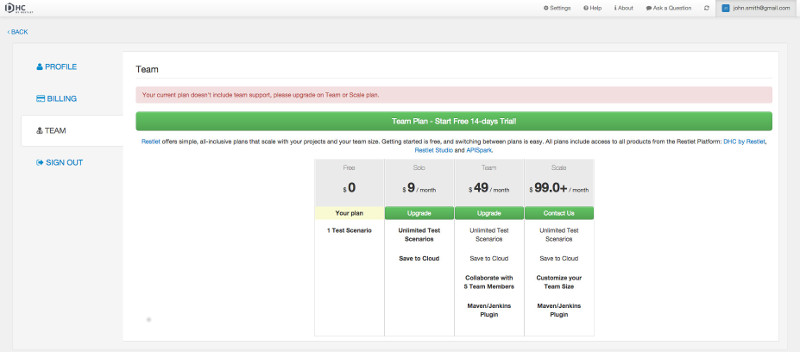 DHC
BY RESTLET
Settings
Help
About
Ask a Question
john.smith@gmail.com
‹ BACK
PROFILE
BILLING
TEAM
SIGN OUT
Team
Your current plan doesn't include team support, please upgrade on Team or Scale plan.
Team Plan - Start Free 14-days Trial!
Restlet offers simple, all-inclusive plans that scale with your projects and your team size. Getting started is free, and switching between plans is easy. All plans include access to all products from the Restlet Platform: DHC by Restlet,
Restlet Studio and APISpark.
Free
$ 0
Your plan
1 Test Scenario
Solo
$ 9 / month
Upgrade
Unlimited Test
Scenarios
Save to Cloud
Team
$ 49 / month
Upgrade
Unlimited Test
Scenarios
Save to Cloud
Collaborate with
5 Team Members
Maven/Jenkins
Plugin
Scale
$ 99.0+ / month
Contact Us
Unlimited Test
Scenarios
Save to Cloud
Customize your
Team Size
Maven/Jenkins
Plugin